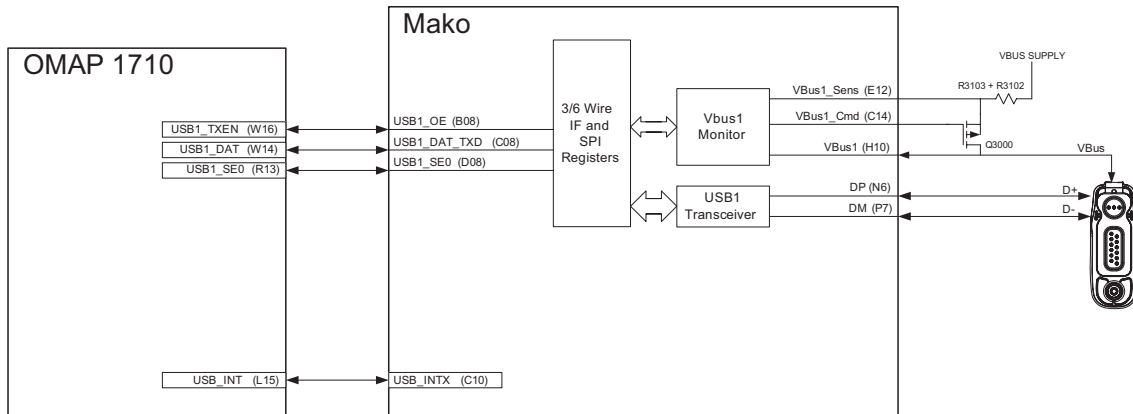 Mako
OMAP 1710
VBUS SUPPLY
R3103 + R3102
3/6 Wire
IF and
SPI
Registers
Vbus1
Monitor
VBus1_Sens (E12)
VBus1_Cmd (C14)
VBus1 (H10)
Q3000
VBus
USB1_TXEN (W16)
USB1_DAT (W14)
USB1_SE0 (R13)
USB1_OE (B08)
USB1_DAT_TXD (C08)
USB1_SE0 (D08)
USB1
Transceiver
DP (N6)
DM (P7)
D+
D-
USB_INT (L15)
USB_INTX (C10)